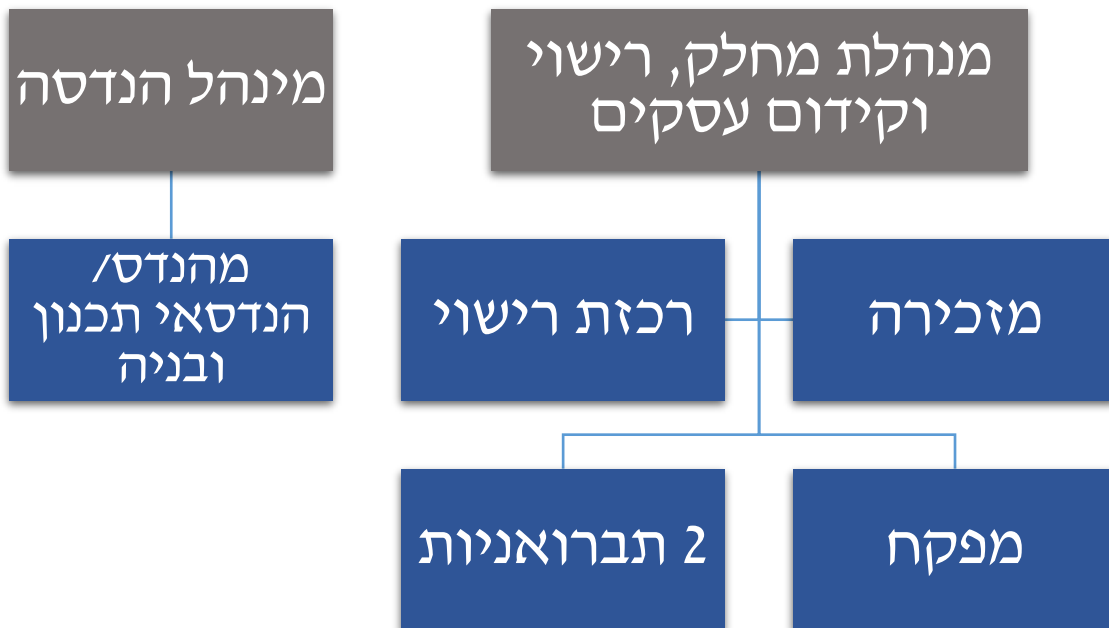 מנהלת מחלק, רישוי
וקידום עסקים
מינהל הנדסה
מזכירה
רכזת רישוי
מהנדס/
הנדסאי תכנון
ובניה
מפקח
2 תברואניות